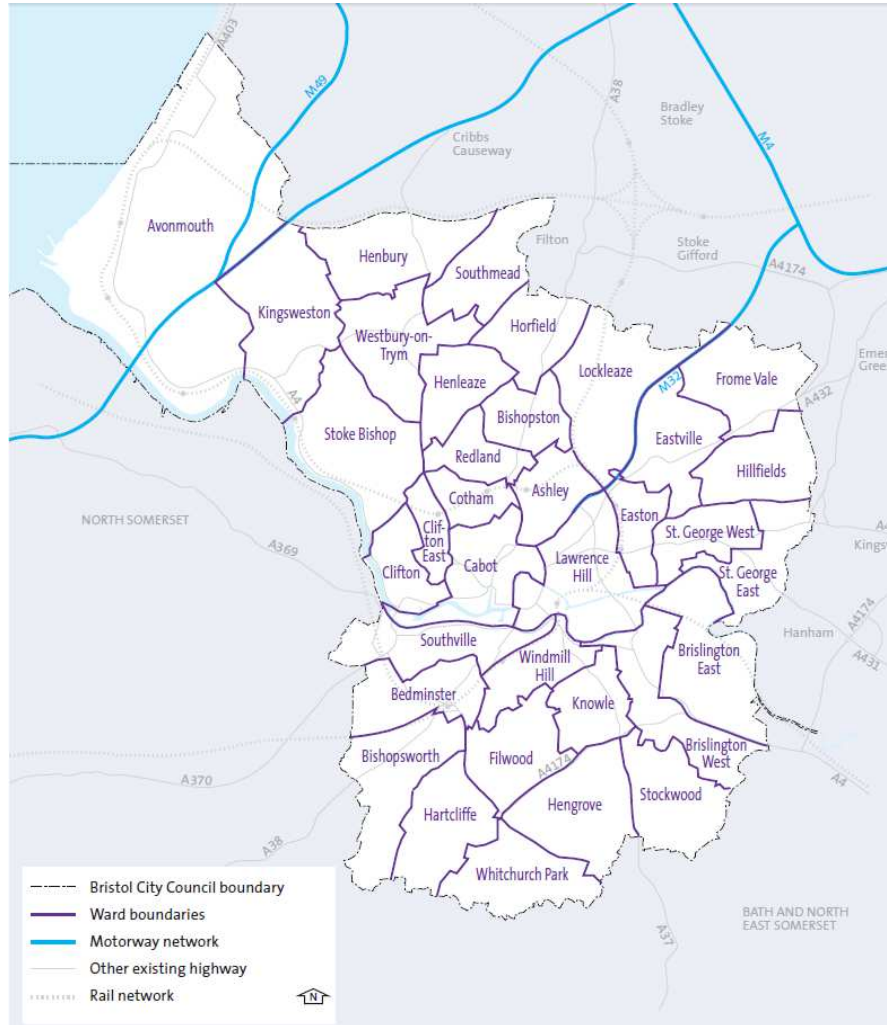 A403
M49
A38
Bradley
Stoke
M4
Cribbs
Causeway
Avonmouth
Henbury
Filton
Stoke
Gifford
A4174
Southmead
Kingsweston
Horfield
Westbury-on-
Trym
Lockleaze
Frome Vale
Henleaze
M32
A432
A4
Bishopston
Stoke Bishop
Eastville
Redland
Hillfields
Cotham
Ashley
NORTH SOMERSET
Clif-
ton
East
Easton
St. George West
A369
Cabot
Lawrence
Hill
Clifton
St. George
East
A4174
Hanham
Southville
A431
Windmill
Hill
Brislington
East
Bedminster
Knowle
Bishopsworth
Filwood
Brislington
West
A4174
A370
Stockwood
A4
Hartcliffe
Hengrove
A38
Whitchurch Park
BATH AND NORTH
EAST SOMERSET
A37
Bristol City Council boundary
Ward boundaries
Motorway network
Other existing highway
Rail network
N